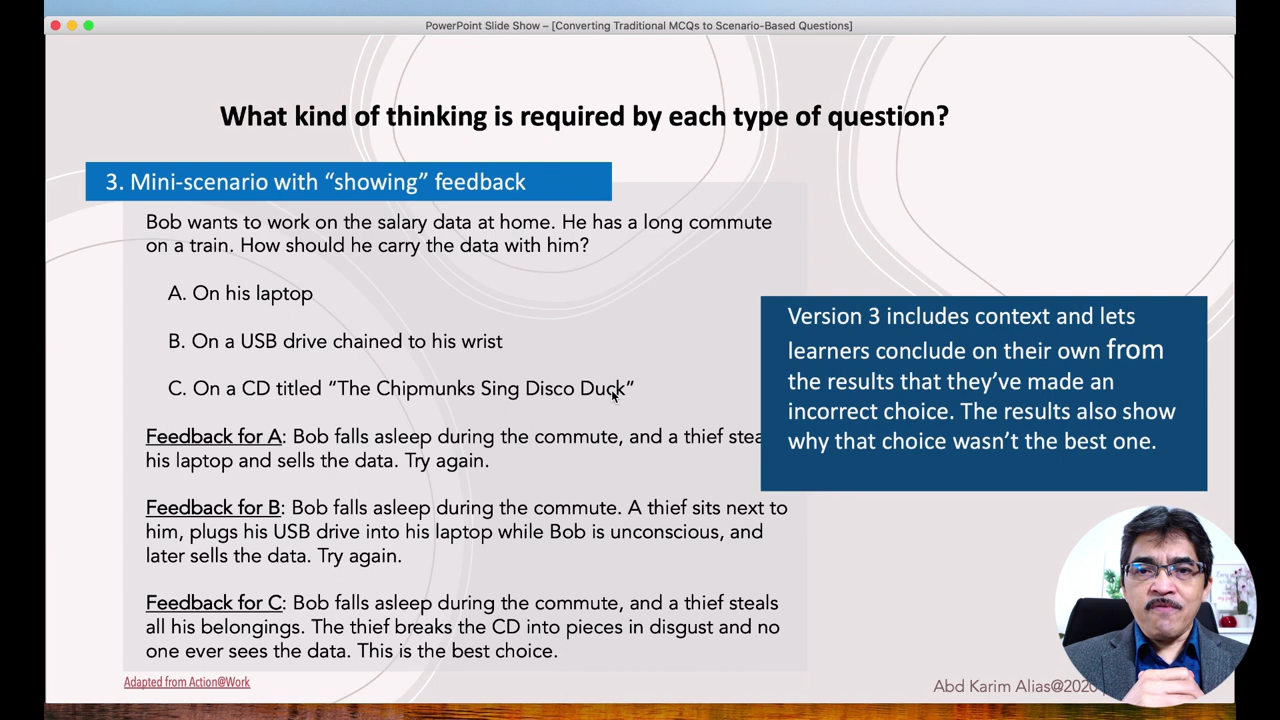 PowerPoint Slide Show – [Converting Traditional MCQs to Scenario-Based Questions]
What kind of thinking is required by each type of question?
3. Mini-scenario with “showing” feedback
Bob wants to work on the salary data at home. He has a long commute
on a train. How should he carry the data with him?
A. On his laptop
B. On a USB drive chained to his wrist
C. On a CD titled “The Chipmunks Sing Disco Duck”
Feedback for A: Bob falls asleep during the commute, and a thief
his laptop and sells the data. Try again.
Feedback for B: Bob falls asleep during the commute. A thief sits next to
him, plugs his USB drive into his laptop while Bob is unconscious, and
later sells the data. Try again.
Feedback for C: Bob falls asleep during the commute, and a thief steals
all his belongings. The thief breaks the CD into pieces in disgust and no
one ever sees the data. This is the best choice.
Version 3 includes context and lets
learners conclude on their own from
the results that they’ve made an
incorrect choice. The results also show
why that choice wasn’t the best one.
Adapted from Action@Work
Abd Karim Alias@2020